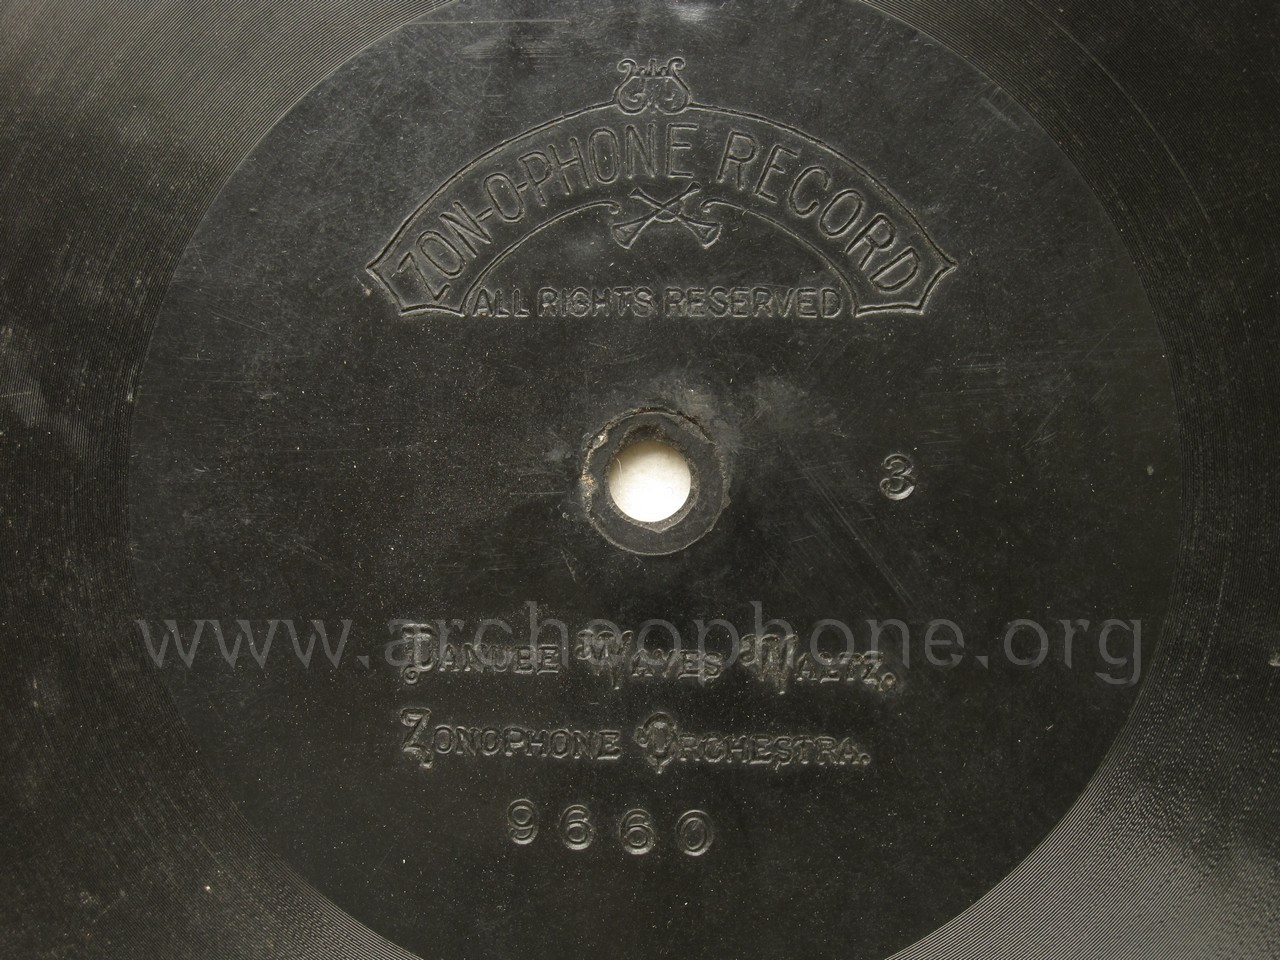 ZON-O-PHONE RECORD
ALL RIGHTS RESERVED
3
www.archeophone.org
DANUBE WAVES WALTZ.
ZONOPHONE ORCHESTRA.
9660